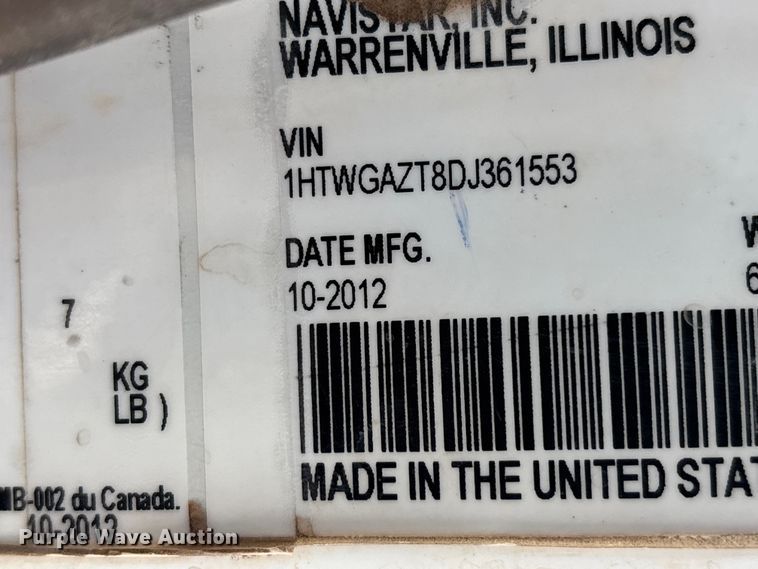 NAVISTAR, INC.
WARRENVILLE, ILLINOIS
VIN
1HTWGAZT8DJ361553
DATE MFG.
10-2012
W
6
7
KG
LB )
MADE IN THE UNITED STAT
MB-002 du Canada.
10-2012
Purple Wave Auction